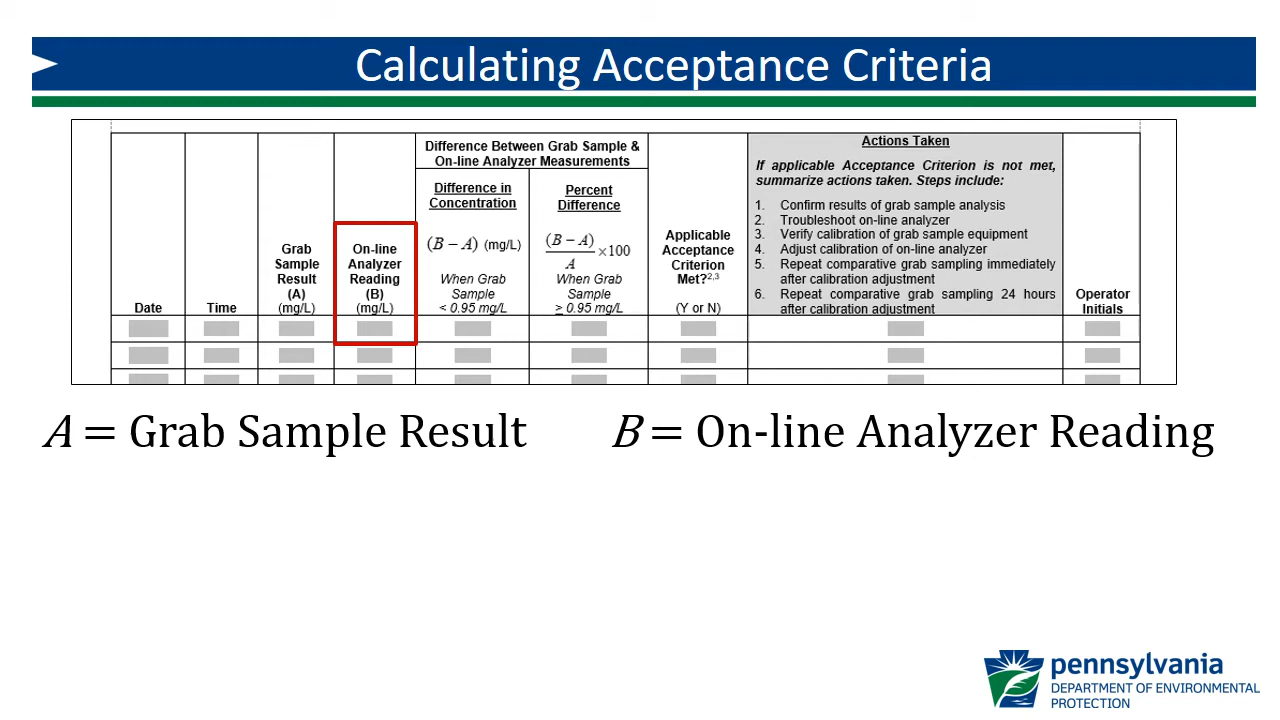 Calculating Acceptance Criteria
Date
Time
Grab
Sample
Result
(A)
(mg/L)
On-line
Analyzer
Reading
(B)
(mg/L)
Difference Between Grab Sample &
On-line Analyzer Measurements
Difference in
Concentration
(B – A) (mg/L)
When Grab
Sample
< 0.95 mg/L
Percent
Difference
(B – A)
A
×100
When Grab
Sample
≥ 0.95 mg/L
Applicable
Acceptance
Criterion
Met?2,3
(Y or N)
Actions Taken
If applicable Acceptance Criterion is not met,
summarize actions taken. Steps include:
1. Confirm results of grab sample analysis
2. Troubleshoot on-line analyzer
3. Verify calibration of grab sample equipment
4. Adjust calibration of on-line analyzer
5. Repeat comparative grab sampling immediately
after calibration adjustment
6. Repeat comparative grab sampling 24 hours
after calibration adjustment
Operator
Initials
A = Grab Sample Result
B = On-line Analyzer Reading
pennsylvania
DEPARTMENT OF ENVIRONMENTAL
PROTECTION